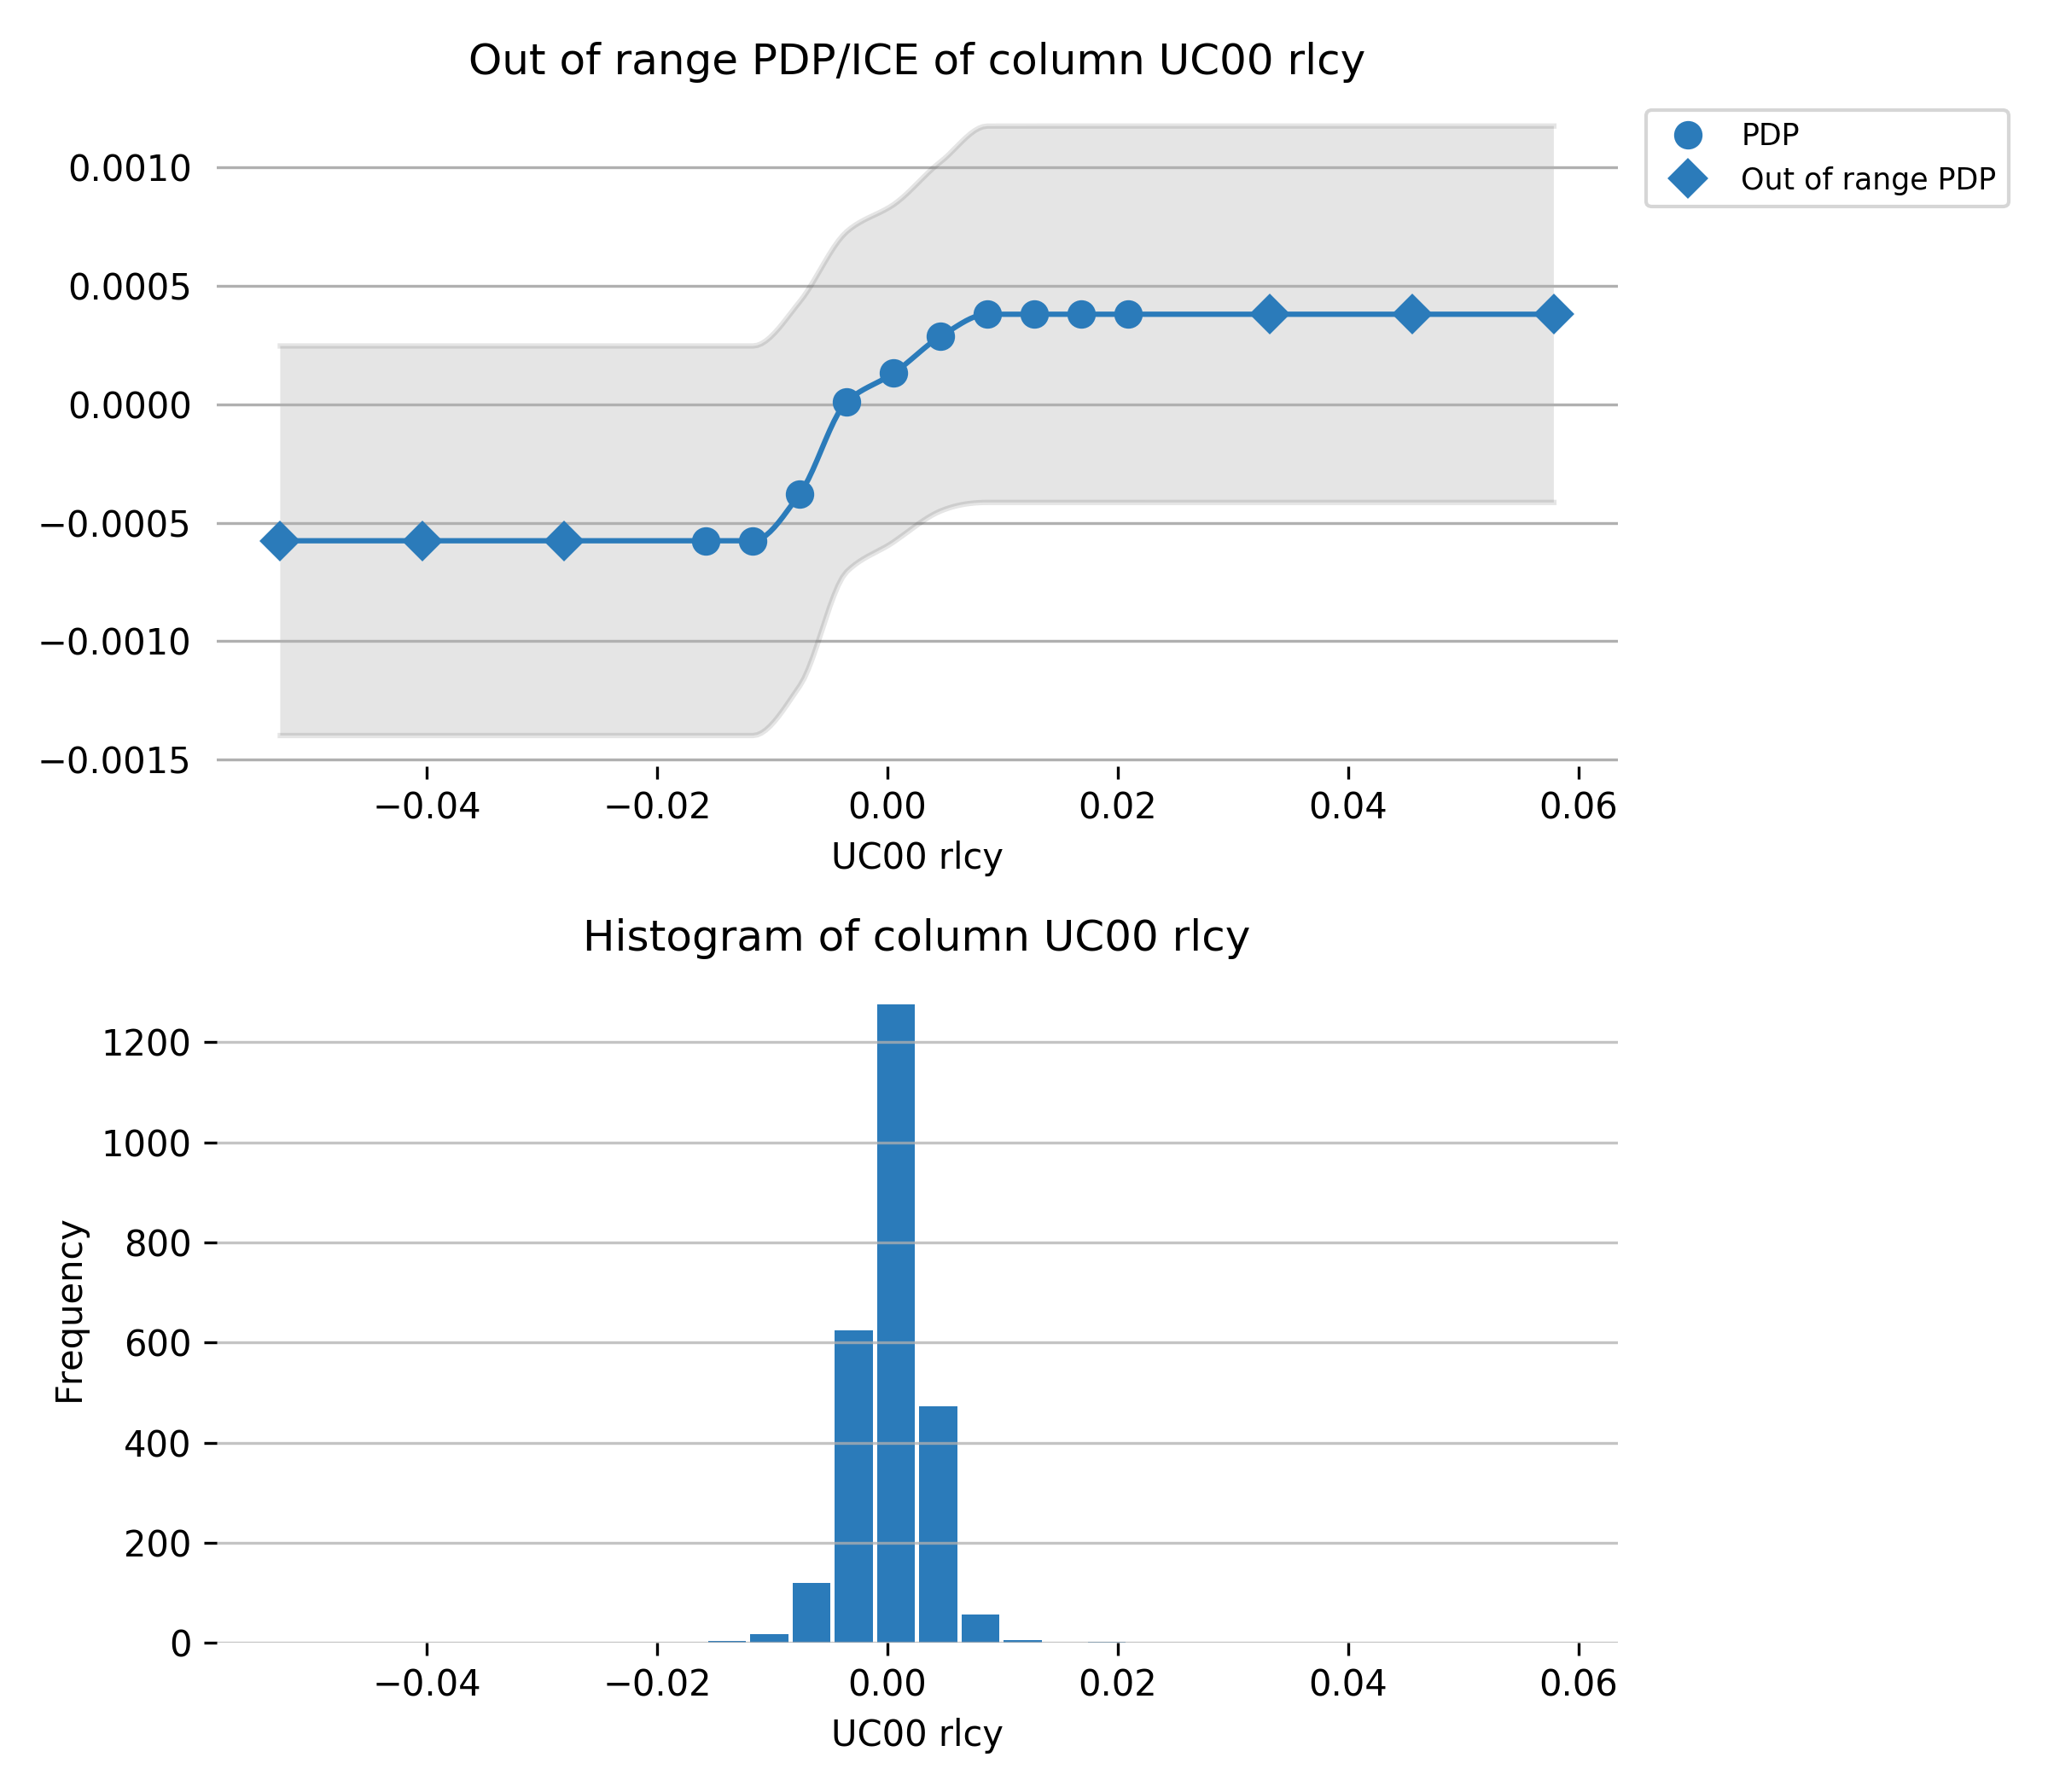 Out of range PDP/ICE of column UC00 rlcy
PDP
Out of range PDP
0.0010
0.0005
0.0000
−0.0005
−0.0010
−0.0015
−0.04 −0.02 0.00 0.02 0.04 0.06
UC00 rlcy
Histogram of column UC00 rlcy
Frequency
1200
1000
800
600
400
200
0
−0.04 −0.02 0.00 0.02 0.04 0.06
UC00 rlcy